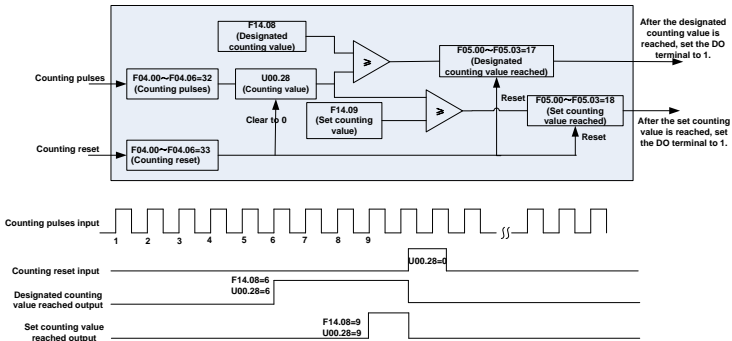 F14.08
(Designated
counting value)
After the designated
counting value is
reached, set the DO
terminal to 1.
≥
F05.00~F05.03=17
(Designated
counting value reached)
Counting pulses
F04.00~F04.06=32
(Counting pulses)
U00.28
(Counting value)
F14.09
(Set counting
value)
≥
Reset
F05.00~F05.03=18
(Set counting
value reached)
After the set counting
value is reached, set
the DO terminal to 1.
Clear to 0
Reset
Counting reset
F04.00~F04.06=33
(Counting reset)
Counting pulses input
1 2 3 4 5 6 7 8 9
Counting reset input
U00.28=0
Designated counting
value reached output
F14.08=6
U00.28=6
Set counting value
reached output
F14.08=9
U00.28=9